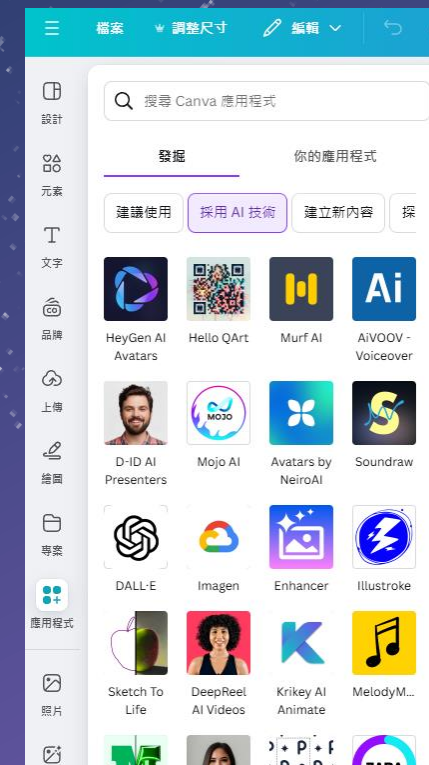 檔案 調整尺寸 編輯
搜尋 Canva 應用程式
設計
發掘 你的應用程式
元素
建議使用 採用 AI 技術 建立新內容 探
文字
品牌
Ai
HeyGen AI Avatars
Hello QArt
Murf AI
AiVOOV - Voiceover
上傳
MOJO
S
D-ID AI Presenters
Mojo AI
Avatars by NeiroAI
Soundraw
繪圖
專案
DALL·E
Imagen
Enhancer
Illustroke
應用程式
Sketch To Life
DeepReel AI Videos
Krikey AI Animate
MelodyM...
照片